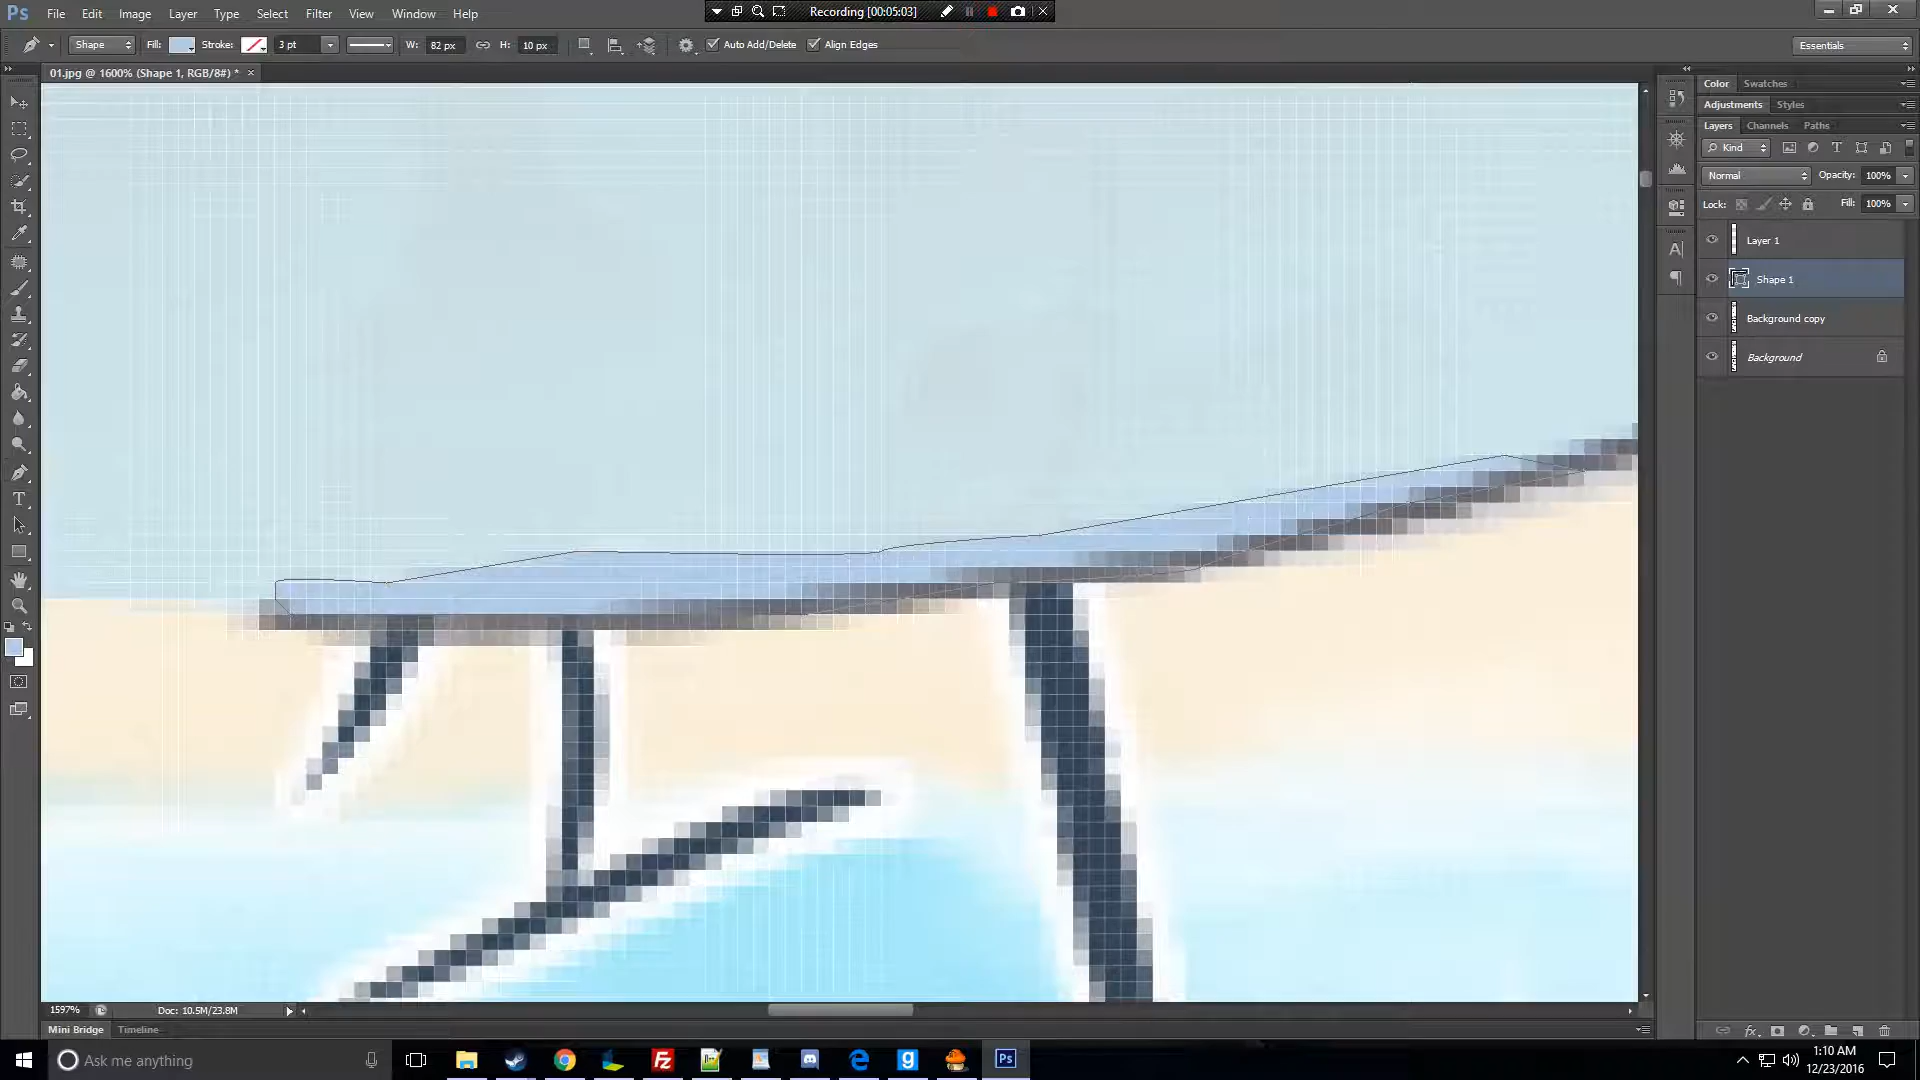 Ps File Edit Image Layer Type Select Filter View Window Help
Recording [00:05:03]
Shape Fill: Stroke: 3 pt W: 82 px H: 10 px Auto Add/Delete Align Edges Essentials
01.jpg @ 1600% (Shape 1, RGB/8#) *
Color Swatches
Adjustments Styles
Layers Channels Paths
Kind
Normal Opacity: 100%
Lock: Fill: 100%
Layer 1
Shape 1
Background copy
Background
1597% Doc: 10.5M/23.8M
Mini Bridge Timeline
Ask me anything
1:10 AM
12/23/2016